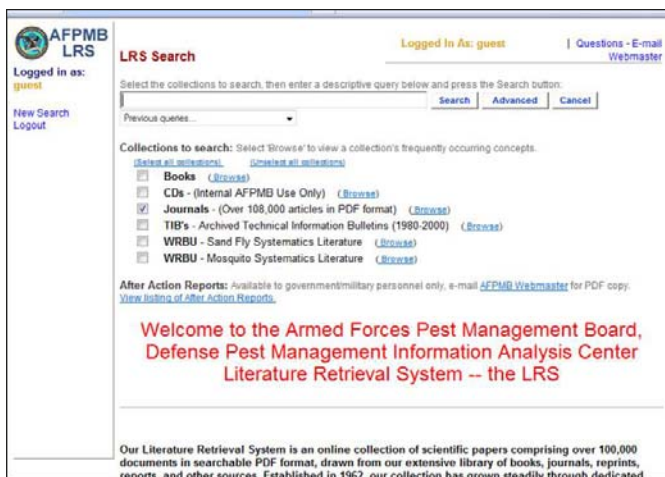 AFPMB
LRS
Logged in as:
guest
New Search
Logout
LRS Search
Logged In As: guest
| Questions - E-mail
Webmaster
Select the collections to search, then enter a descriptive query below and press the Search button:
Search Advanced Cancel
Previous queries...
Collections to search: Select 'Browse' to view a collection's frequently occurring concepts.
(Select all collections) (Unselect all collections)
Books (Browse)
CDs - (Internal AFPMB Use Only) (Browse)
Journals - (Over 108,000 articles in PDF format) (Browse)
TIB's - Archived Technical Information Bulletins (1980-2000) (Browse)
WRBU - Sand Fly Systematics Literature (Browse)
WRBU - Mosquito Systematics Literature (Browse)
After Action Reports: Available to government/military personnel only, e-mail AFPMB Webmaster for PDF copy.
View listing of After Action Reports.
Welcome to the Armed Forces Pest Management Board,
Defense Pest Management Information Analysis Center
Literature Retrieval System -- the LRS
Our Literature Retrieval System is an online collection of scientific papers comprising over 100,000
documents in searchable PDF format, drawn from our extensive library of books, journals, reprints,
reports, and other sources. Established in 1962, our collection has grown steadily through dedicated